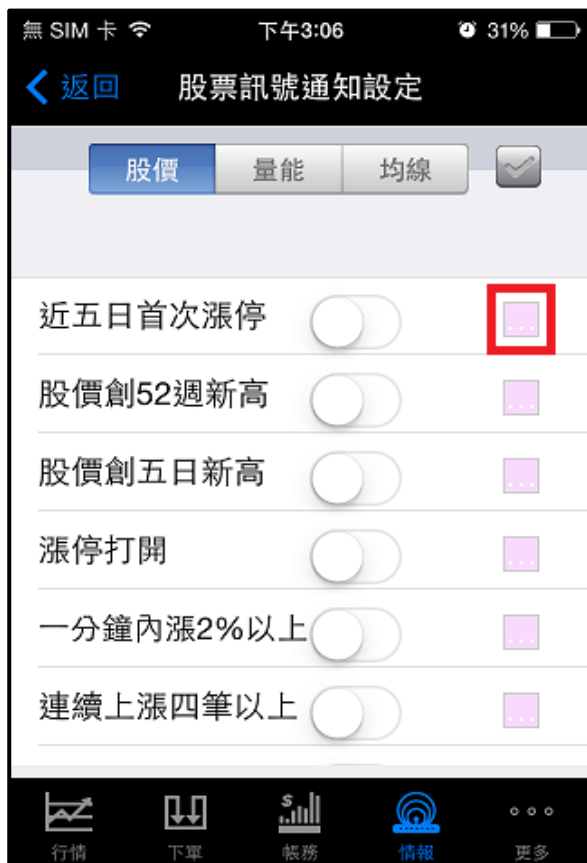 無 SIM 卡 下午3:06 31%
返回 股票訊號通知設定
股價 量能 均線
近五日首次漲停
股價創52週新高
股價創五日新高
漲停打開
一分鐘內漲2%以上
連續上漲四筆以上
行情 下單 帳務 情報 更多